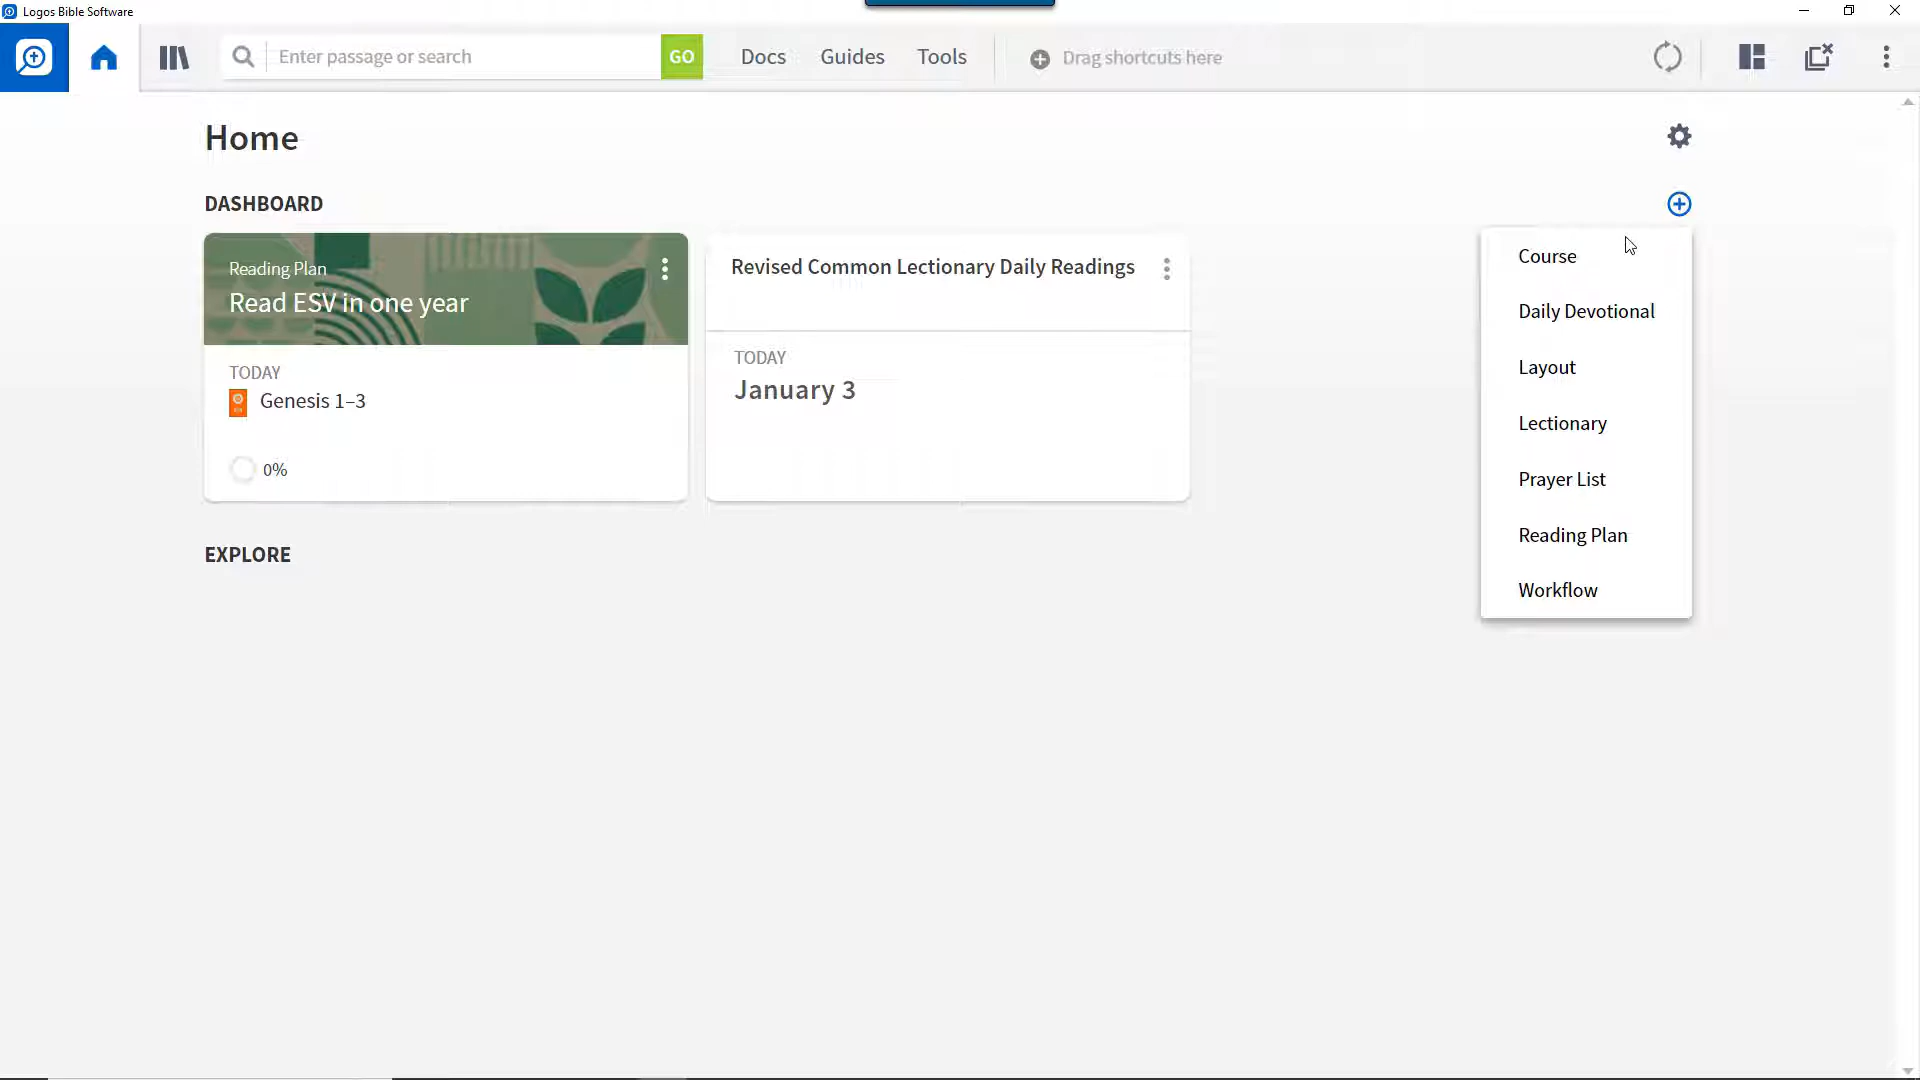 Logos Bible Software
Enter passage or search
GO
Docs
Guides
Tools
Drag shortcuts here
Home
DASHBOARD
Reading Plan
Read ESV in one year
TODAY
Genesis 1–3
0%
Revised Common Lectionary Daily Readings
TODAY
January 3
Course
Daily Devotional
Layout
Lectionary
Prayer List
Reading Plan
Workflow
EXPLORE